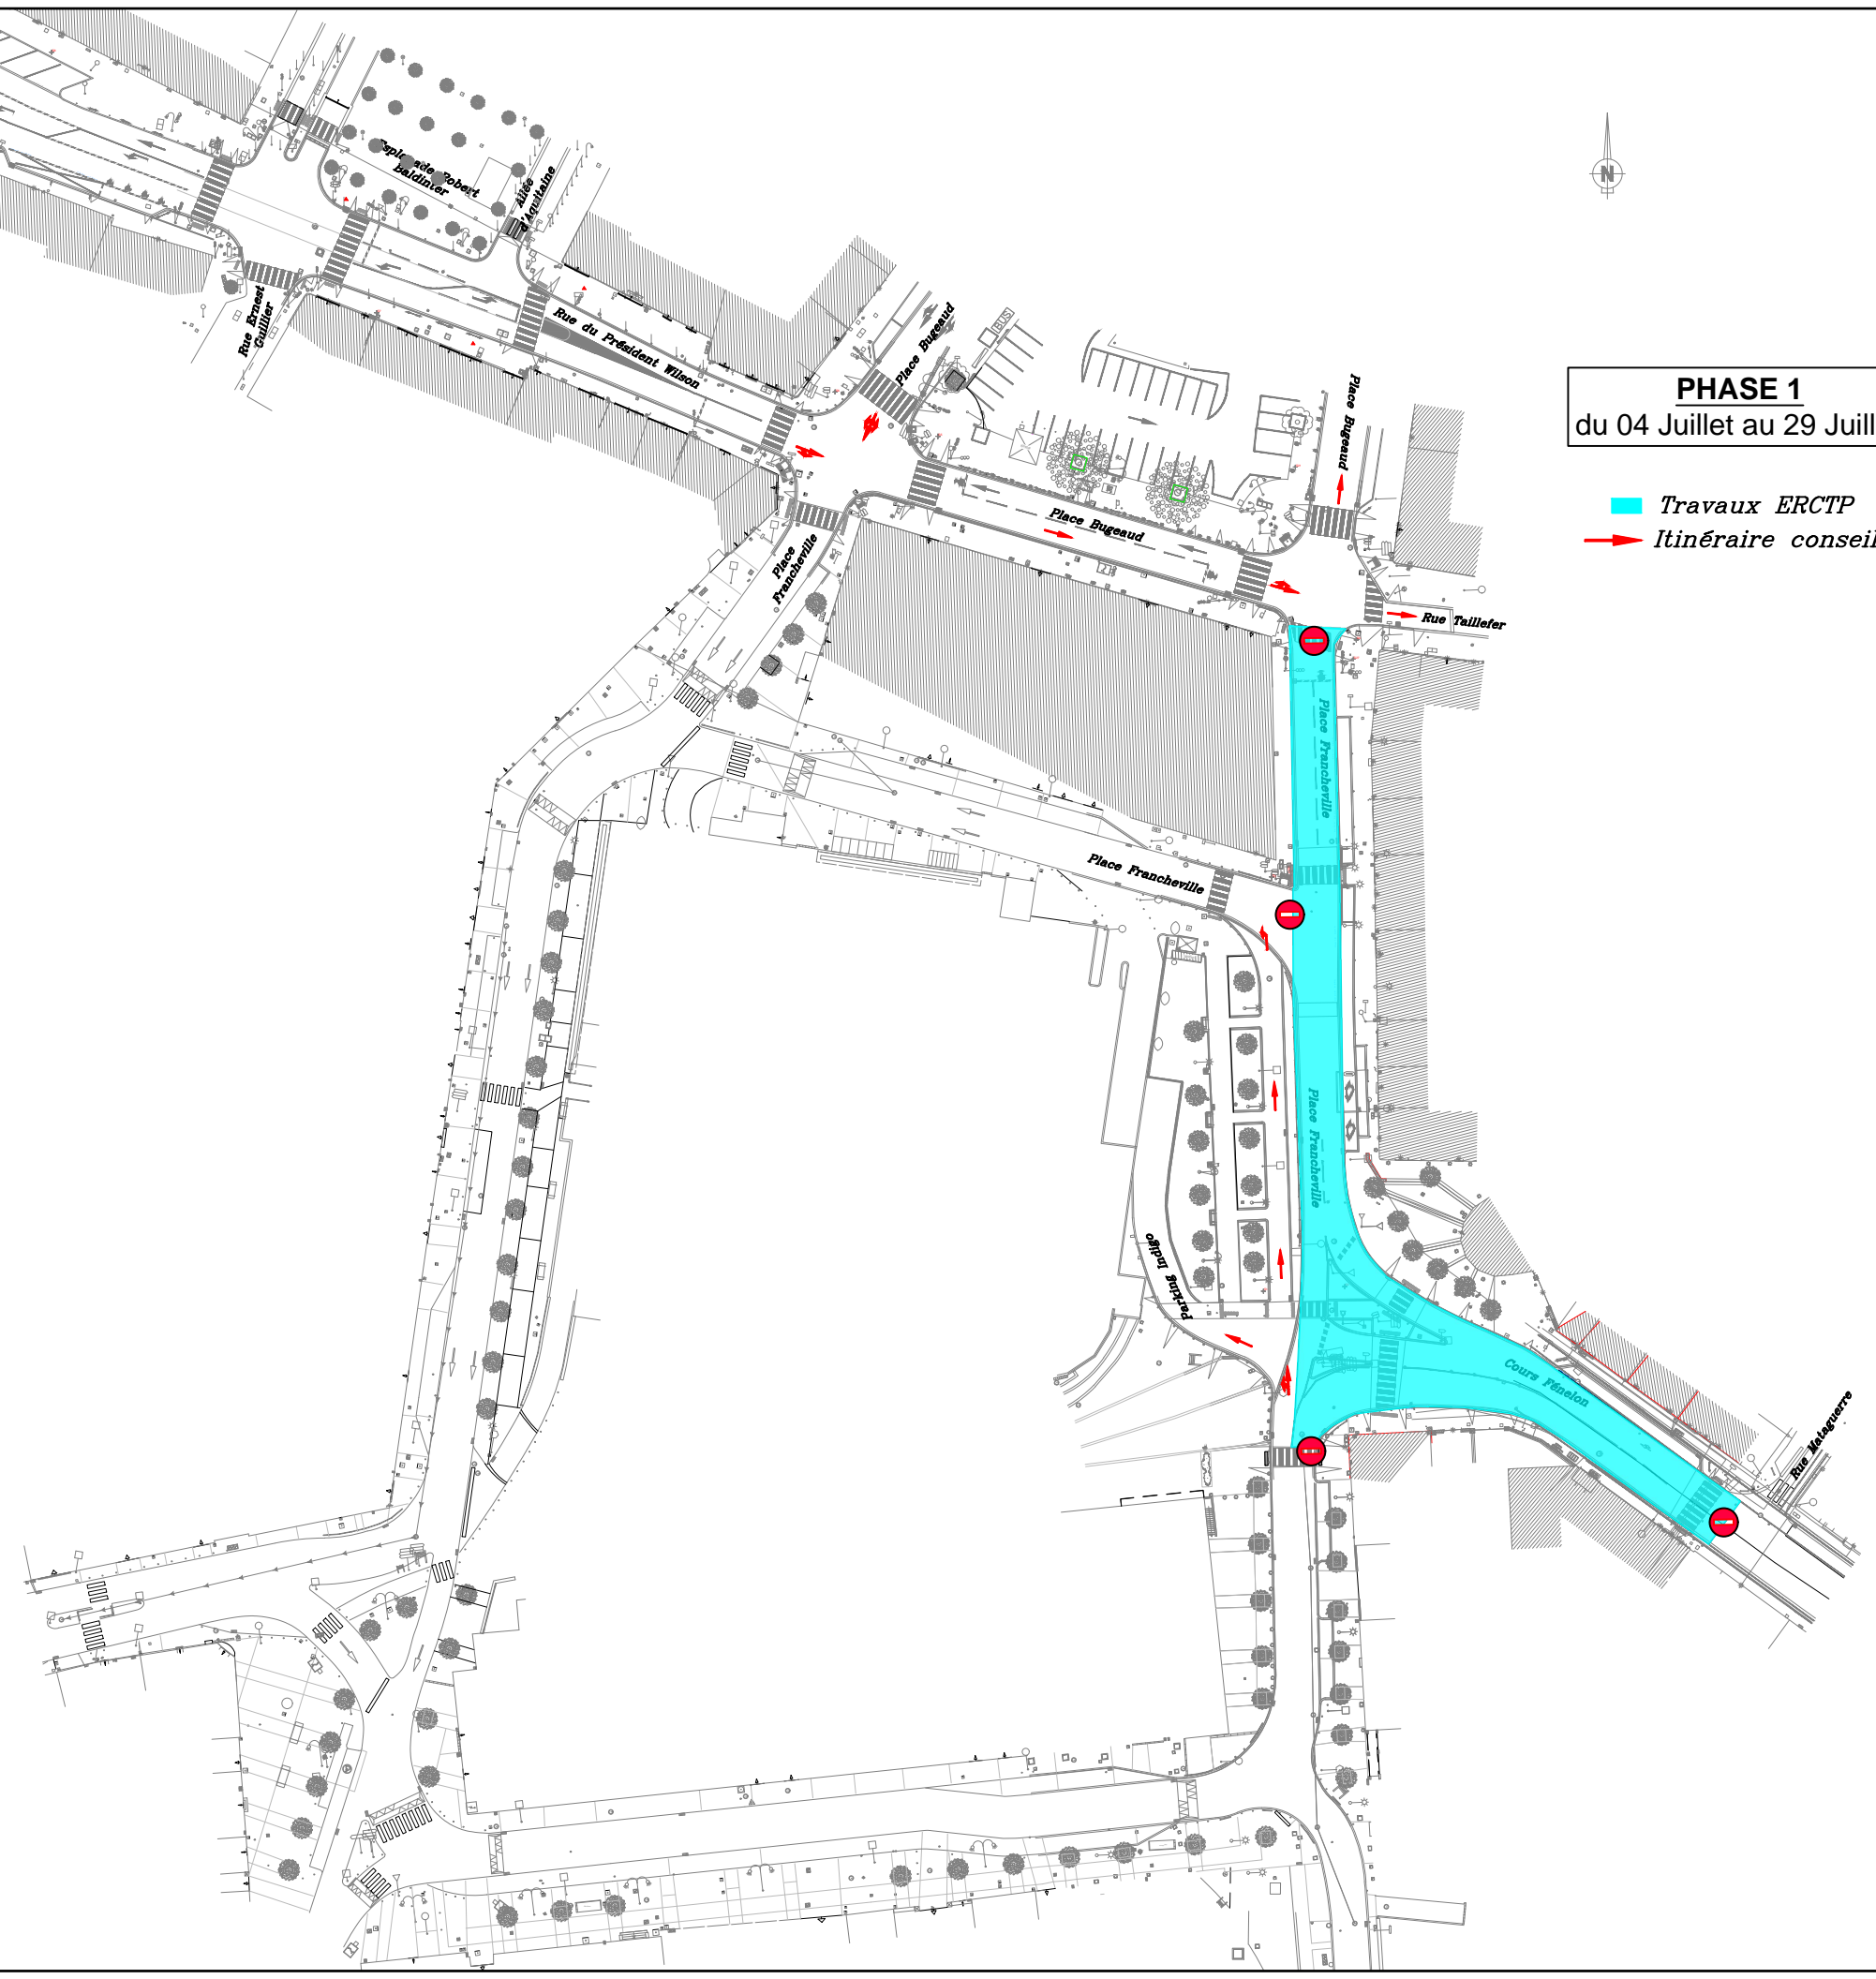 Esplanade Robert
Baldinter
Allée
d'Aquitaine
Rue Ernest
Guillier
Rue du Président Wilson
Place Bugeaud
BUS
Place Bugeaud
N
PHASE 1
du 04 Juillet au 29 Juill
Travaux ERCTP
Itinéraire conseil
Place Bugeaud
Place
Francheville
Rue Taillefer
Place Francheville
Place Francheville
Place Francheville
Parking Indigo
Cours Fénelon
Rue Mataguerre